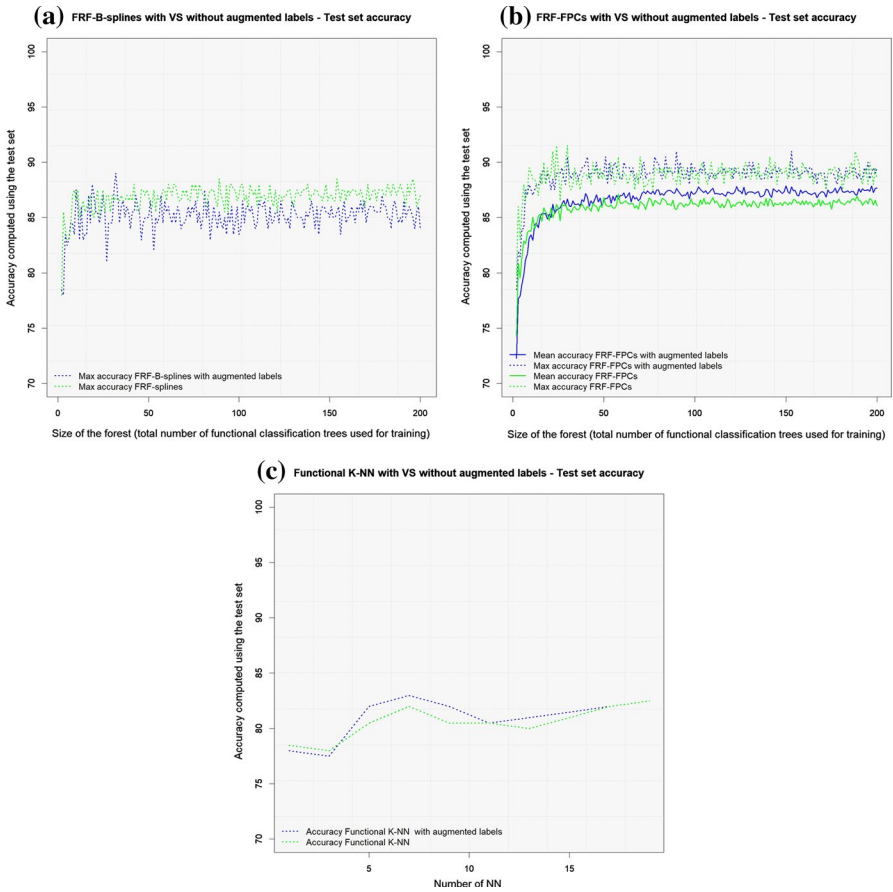 (a) FRF-B-splines with VS without augmented labels - Test set accuracy
Accuracy computed using the test set
100
95
90
85
80
75
70
Max accuracy FRF-B-splines with augmented labels
Max accuracy FRF-splines
0 50 100 150 200
Size of the forest (total number of functional classification trees used for training)
(b) FRF-FPCs with VS without augmented labels - Test set accuracy
Accuracy computed using the test set
100
95
90
85
80
75
70
Mean accuracy FRF-FPCs with augmented labels
Max accuracy FRF-FPCs with augmented labels
Mean accuracy FRF-FPCs
Max accuracy FRF-FPCs
0 50 100 150 200
Size of the forest (total number of functional classification trees used for training)
(c) Functional K-NN with VS without augmented labels - Test set accuracy
Accuracy computed using the test set
100
95
90
85
80
75
70
Accuracy Functional K-NN with augmented labels
Accuracy Functional K-NN
5 10 15
Number of NN